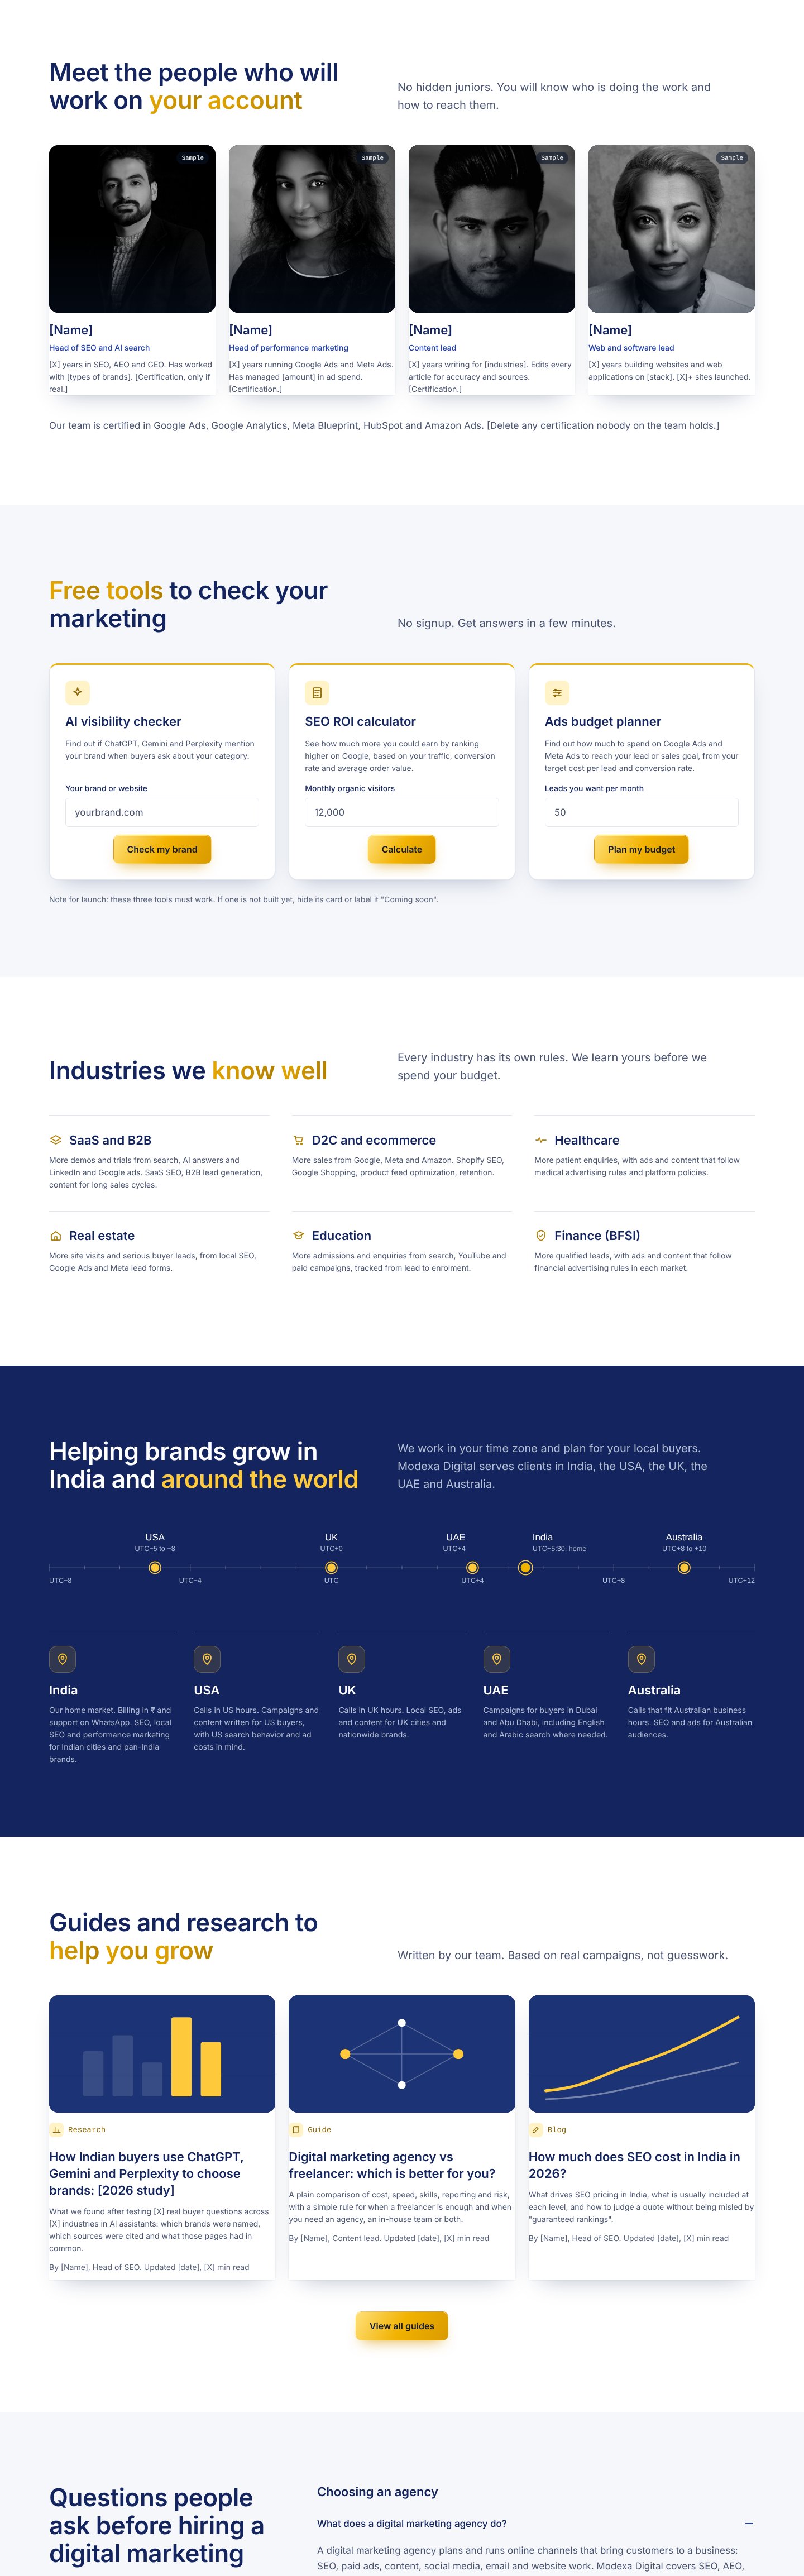 Meet the people who will
work on your account
No hidden juniors. You will know who is doing the work and
how to reach them.
Sample
Sample
Sample
Sample
[Name]
Head of SEO and AI search
[X] years in SEO, AEO and GEO. Has worked
with [types of brands]. [Certification, only if
real.]
[Name]
Head of performance marketing
[X] years running Google Ads and Meta Ads.
Has managed [amount] in ad spend.
[Certification.]
[Name]
Content lead
[X] years writing for [industries]. Edits every
article for accuracy and sources.
[Certification.]
[Name]
Web and software lead
[X] years building websites and web
applications on [stack]. [X]+ sites launched.
Our team is certified in Google Ads, Google Analytics, Meta Blueprint, HubSpot and Amazon Ads. [Delete any certification nobody on the team holds.]
Free tools to check your
marketing
No signup. Get answers in a few minutes.
AI visibility checker
Find out if ChatGPT, Gemini and Perplexity mention
your brand when buyers ask about your category.
Your brand or website
yourbrand.com
Check my brand
SEO ROI calculator
See how much more you could earn by ranking
higher on Google, based on your traffic, conversion
rate and average order value.
Monthly organic visitors
12,000
Calculate
Ads budget planner
Find out how much to spend on Google Ads and
Meta Ads to reach your lead or sales goal, from your
target cost per lead and conversion rate.
Leads you want per month
50
Plan my budget
Note for launch: these three tools must work. If one is not built yet, hide its card or label it "Coming soon".
Industries we know well
Every industry has its own rules. We learn yours before we
spend your budget.
SaaS and B2B
More demos and trials from search, AI answers and
LinkedIn and Google ads. SaaS SEO, B2B lead generation,
content for long sales cycles.
D2C and ecommerce
More sales from Google, Meta and Amazon. Shopify SEO,
Google Shopping, product feed optimization, retention.
Healthcare
More patient enquiries, with ads and content that follow
medical advertising rules and platform policies.
Real estate
More site visits and serious buyer leads, from local SEO,
Google Ads and Meta lead forms.
Education
More admissions and enquiries from search, YouTube and
paid campaigns, tracked from lead to enrolment.
Finance (BFSI)
More qualified leads, with ads and content that follow
financial advertising rules in each market.
Helping brands grow in
India and around the world
We work in your time zone and plan for your local buyers.
Modexa Digital serves clients in India, the USA, the UK, the
UAE and Australia.
USA
UTC−5 to −8
UK
UTC+0
UAE
UTC+4
India
UTC+5:30, home
Australia
UTC+8 to +10
UTC−8
UTC−4
UTC
UTC+4
UTC+8
UTC+12
India
Our home market. Billing in ₹ and
support on WhatsApp. SEO, local
SEO and performance marketing
for Indian cities and pan-India
brands.
USA
Calls in US hours. Campaigns and
content written for US buyers,
with US search behavior and ad
costs in mind.
UK
Calls in UK hours. Local SEO, ads
and content for UK cities and
nationwide brands.
UAE
Campaigns for buyers in Dubai
and Abu Dhabi, including English
and Arabic search where needed.
Australia
Calls that fit Australian business
hours. SEO and ads for Australian
audiences.
Guides and research to
help you grow
Written by our team. Based on real campaigns, not guesswork.
Research
How Indian buyers use ChatGPT,
Gemini and Perplexity to choose
brands: [2026 study]
What we found after testing [X] real buyer questions across
[X] industries in AI assistants: which brands were named,
which sources were cited and what those pages had in
common.
By [Name], Head of SEO. Updated [date], [X] min read
Guide
Digital marketing agency vs
freelancer: which is better for you?
A plain comparison of cost, speed, skills, reporting and risk,
with a simple rule for when a freelancer is enough and when
you need an agency, an in-house team or both.
By [Name], Content lead. Updated [date], [X] min read
Blog
How much does SEO cost in India in
2026?
What drives SEO pricing in India, what is usually included at
each level, and how to judge a quote without being misled by
"guaranteed rankings".
By [Name], Head of SEO. Updated [date], [X] min read
View all guides
Questions people
ask before hiring a
digital marketing
Choosing an agency
What does a digital marketing agency do?
A digital marketing agency plans and runs online channels that bring customers to a business:
SEO, paid ads, content, social media, email and website work. Modexa Digital covers SEO, AEO,